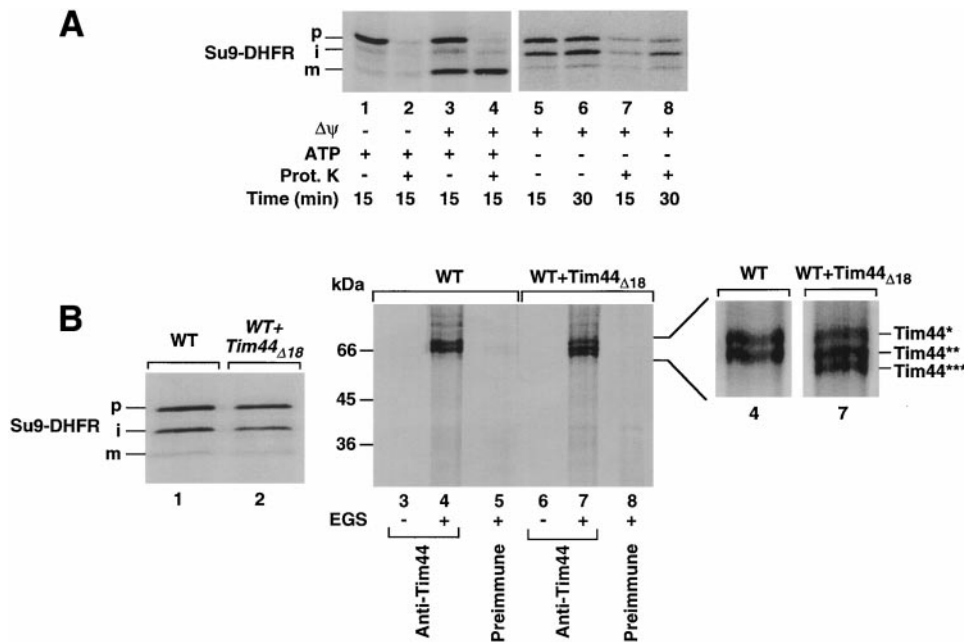 A
Su9-DHFR
p
i
m
1 2 3 4 5 6 7 8
Δψ - - + + + + + +
ATP + + + + - - - -
Prot. K + + + +
Time (min) 15 15 15 15 15 30 15 30
B
WT
WT+
Tim44Δ18
Su9-DHFR
p
i
m
1 2
kDa
WT
WT+Tim44Δ18
66
45
36
3 4 5 6 7 8
EGS - + + - + +
Anti-Tim44
Preimmune
Anti-Tim44
Preimmune
WT
WT+Tim44Δ18
Tim44*
Tim44**
Tim44***
4 7